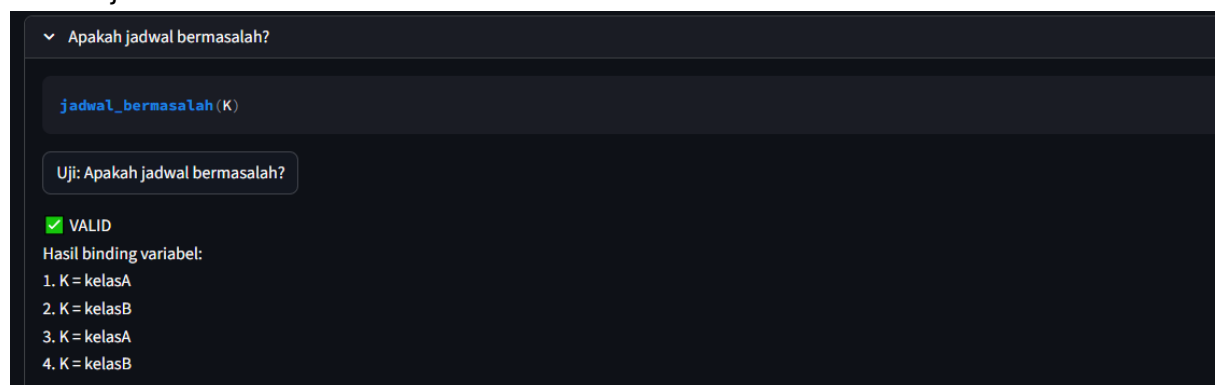 Apakah jadwal bermasalah?
jadwal_bermasalah(K)
Uji: Apakah jadwal bermasalah?
✅ VALID
Hasil binding variabel:
1. K = kelasA
2. K = kelasB
3. K = kelasA
4. K = kelasB